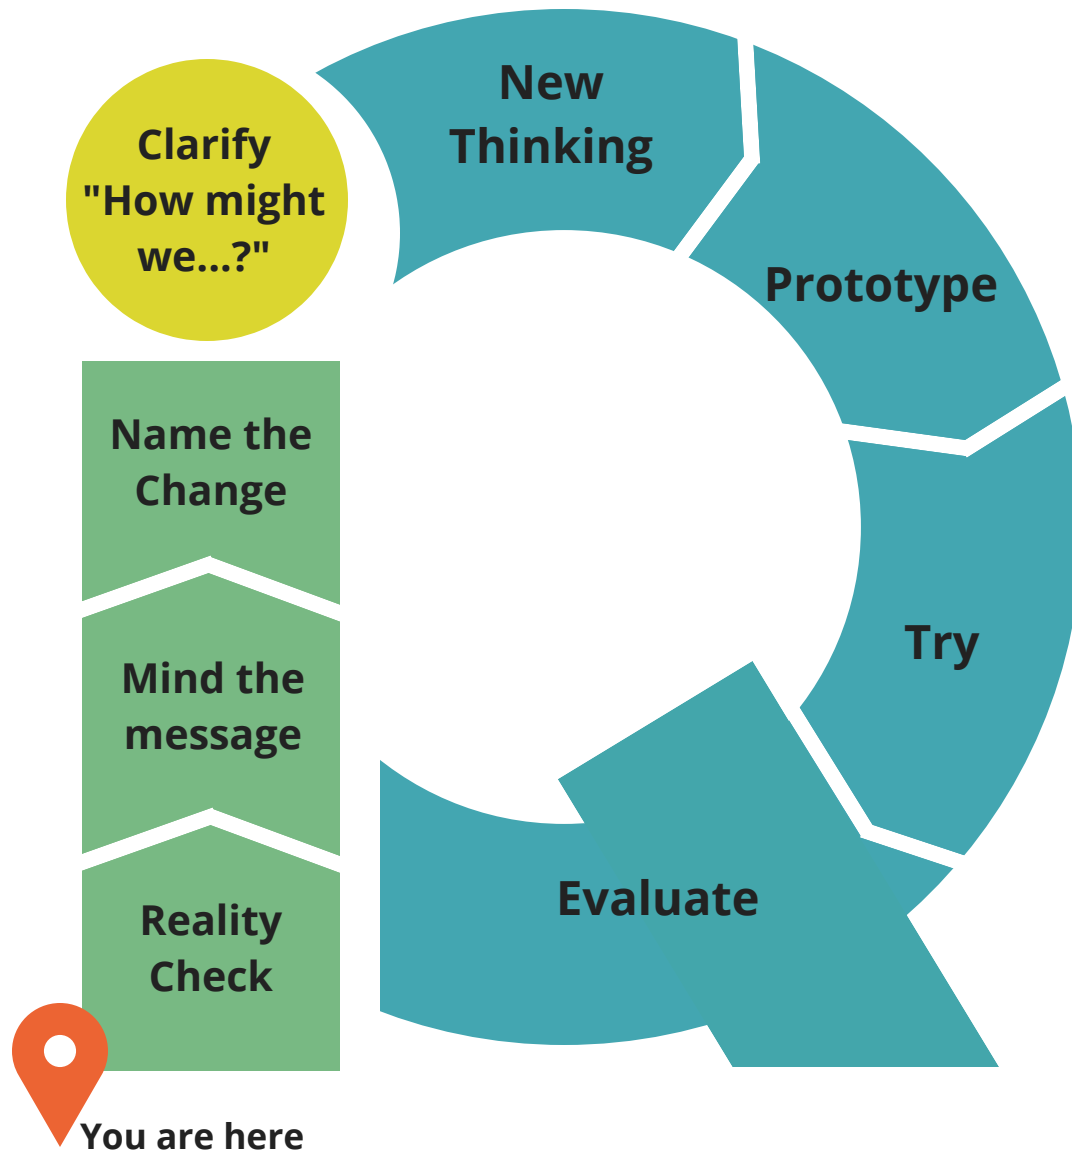 Clarify
"How might
we...?"
Name the
Change
Mind the
message
Reality
Check
You are here
New
Thinking
Prototype
Try
Evaluate